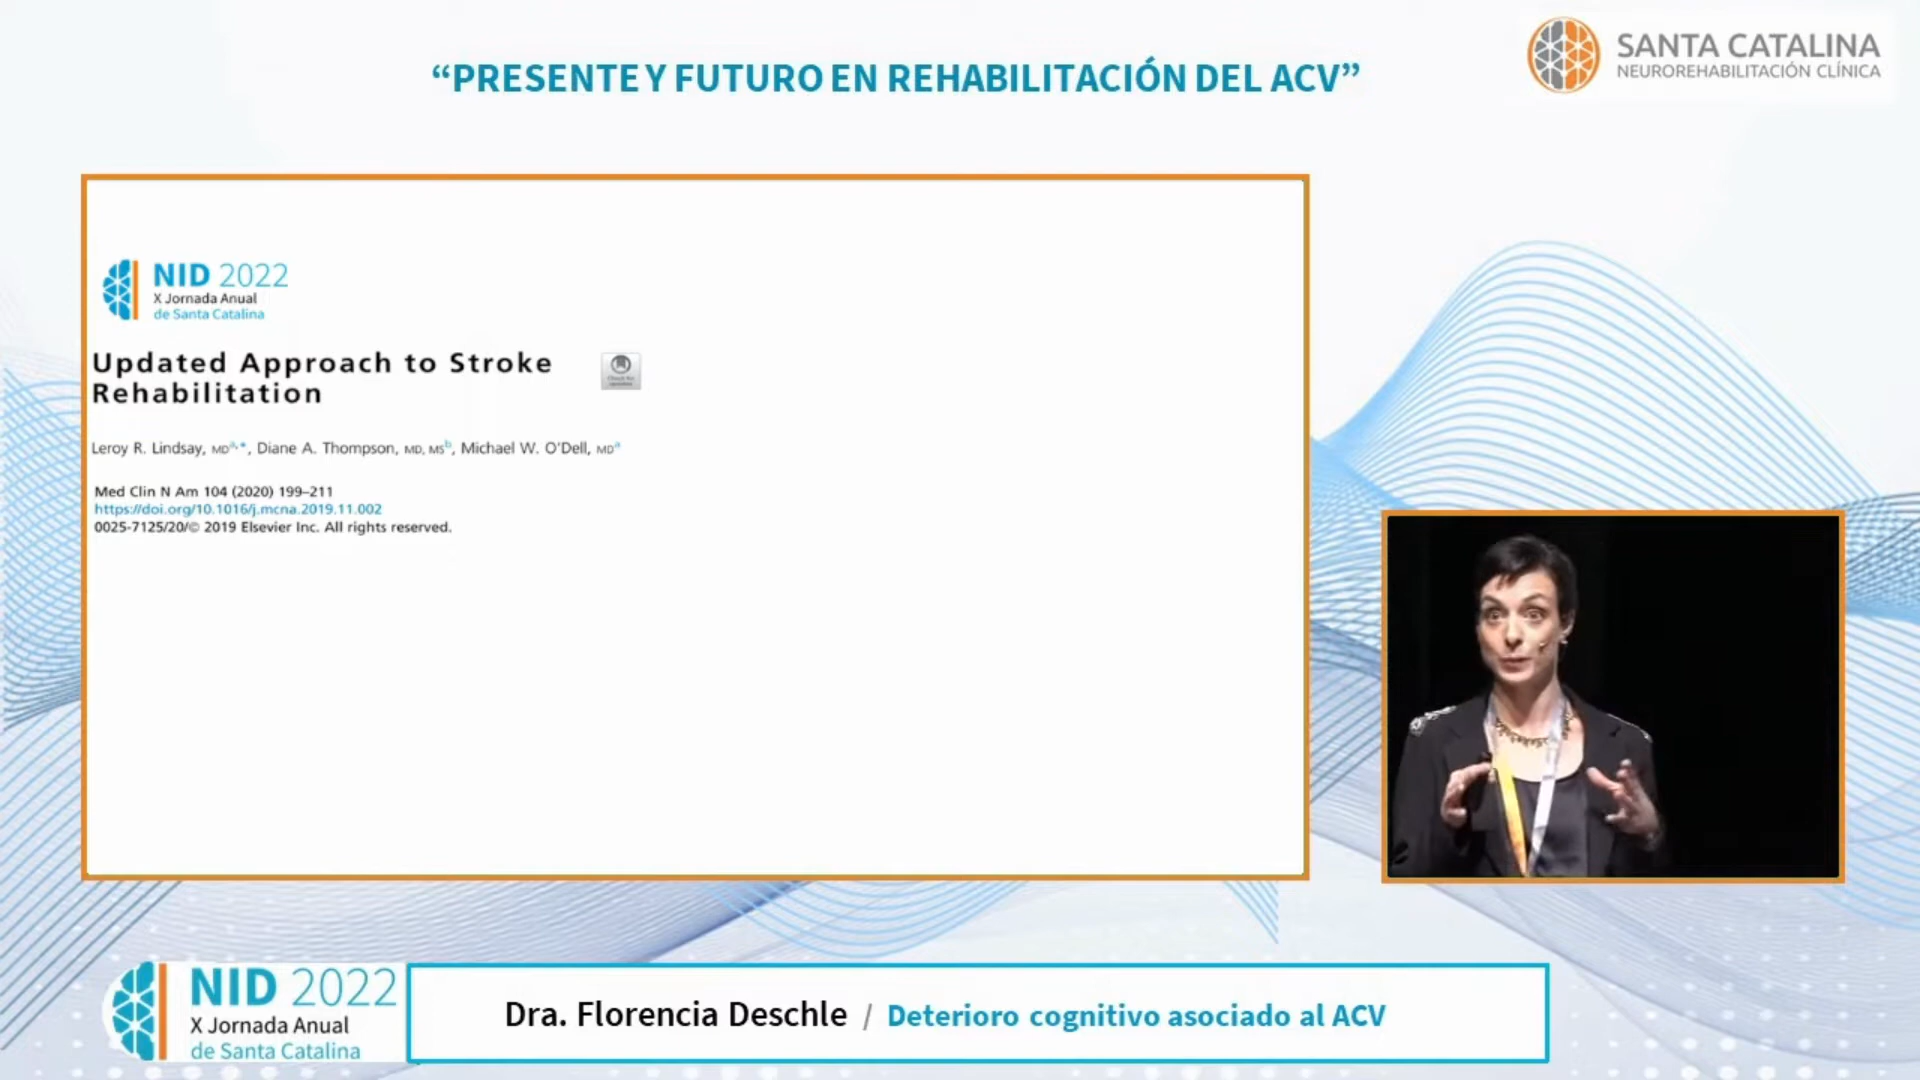 “PRESENTE Y FUTURO EN REHABILITACIÓN DEL ACV”
SANTA CATALINA
NEUROREHABILITACIÓN CLÍNICA
NID 2022
X Jornada Anual
de Santa Catalina
Updated Approach to Stroke
Rehabilitation
Leroy R. Lindsay, MDa,*, Diane A. Thompson, MD, MSb, Michael W. O'Dell, MDa
Med Clin N Am 104 (2020) 199–211
https://doi.org/10.1016/j.mcna.2019.11.002
0025-7125/20/© 2019 Elsevier Inc. All rights reserved.
NID 2022
X Jornada Anual
de Santa Catalina
Dra. Florencia Deschle / Deterioro cognitivo asociado al ACV